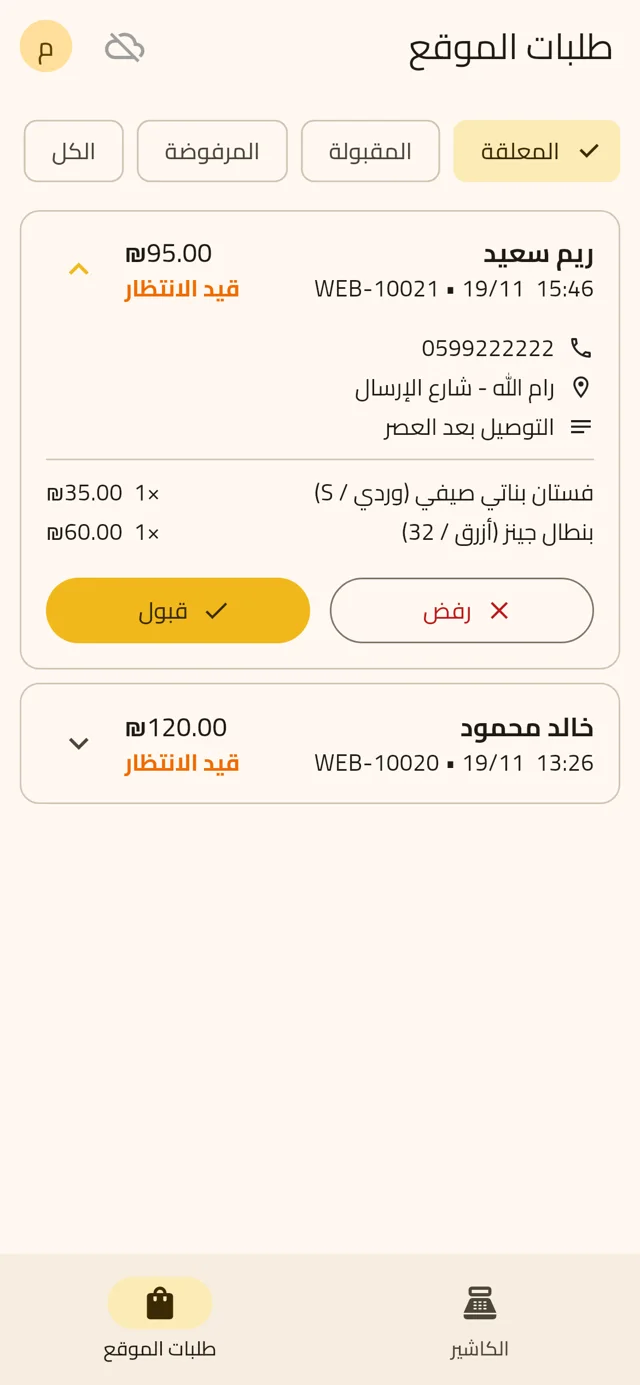 طلبات الموقع
م
المعلقة
المقبولة
المرفوضة
الكل
ريم سعيد
₪95.00
WEB-10021 ▪ 19/11 15:46
قيد الانتظار
0599222222
رام الله - شارع الإرسال
التوصيل بعد العصر
فستان بناتي صيفي (وردي / S)
1× ₪35.00
بنطال جينز (أزرق / 32)
1× ₪60.00
رفض
قبول
خالد محمود
₪120.00
WEB-10020 ▪ 19/11 13:26
قيد الانتظار
الكاشير
طلبات الموقع